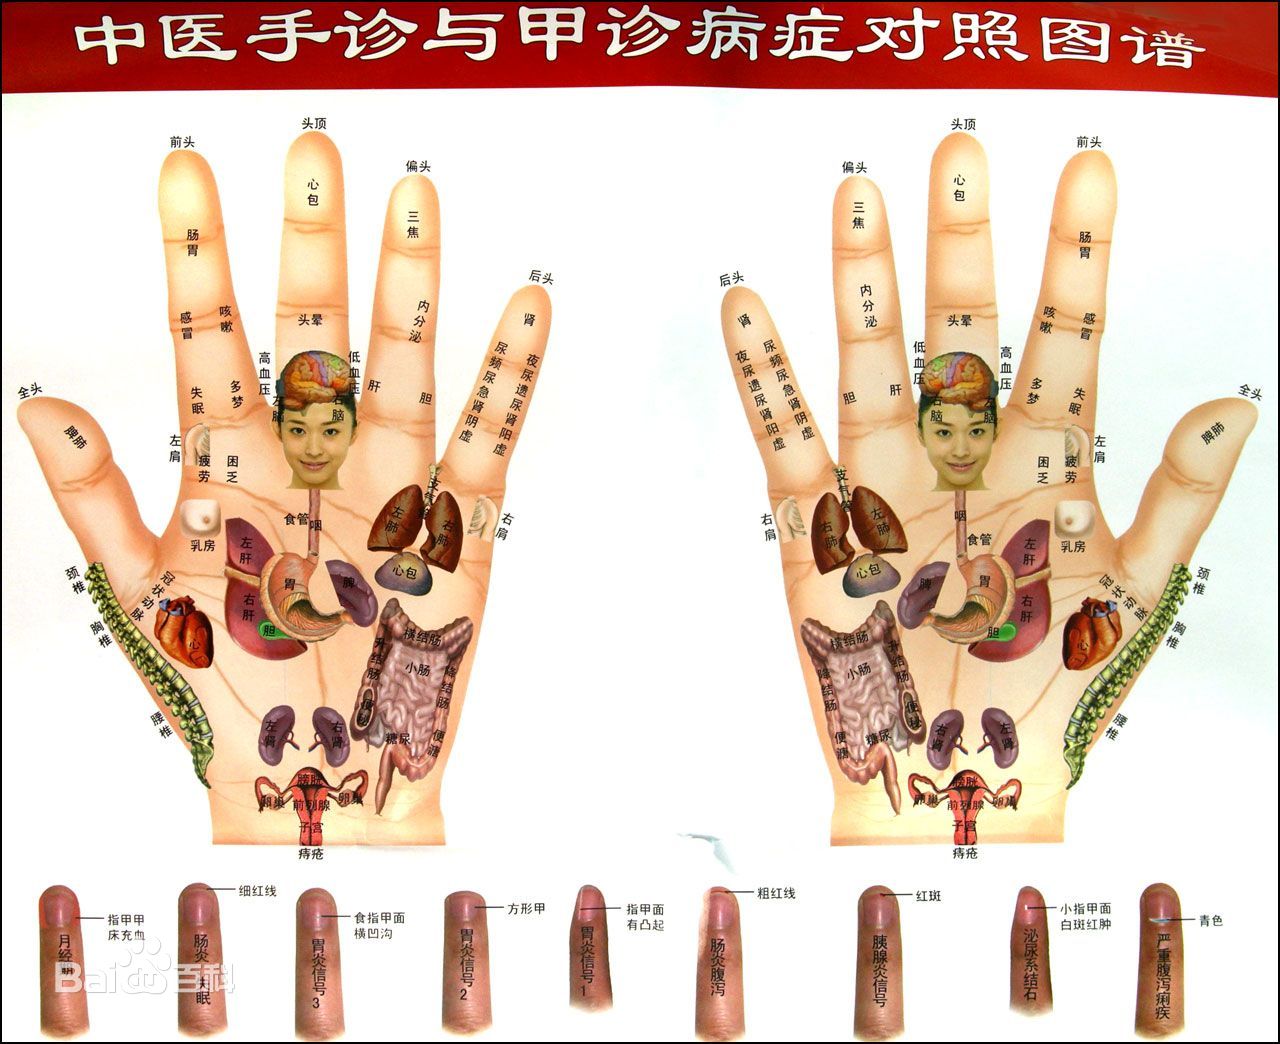 中医手诊与甲诊病症对照图谱
前头
头顶
偏头
后头
全头
心包
三焦
肠胃
感冒
咳嗽
头晕
内分泌
肾
尿频尿急肾阴虚
夜尿遗尿肾阳虚
高血压
低血压
失眠
多梦
左脑
右脑
肝
胆
脾肺
左肩
疲劳
困乏
乳房
食管
咽
支气管
左肺
右肺
右肩
心包
左肝
右肝
胃
脾
胆
颈椎
胸椎
腰椎
冠状动脉
心
横结肠
升结肠
降结肠
小肠
便秘
糖尿
便溏
左肾
右肾
膀胱
卵巢
前列腺
卵巢
子宫
痔疮
偏头
头顶
前头
后头
全头
三焦
心包
肠胃
内分泌
头晕
咳嗽
感冒
肾
夜尿遗尿肾阳虚
尿频尿急肾阴虚
低血压
高血压
胆
肝
右脑
左脑
多梦
失眠
脾肺
左肩
困乏
疲劳
乳房
右肩
支气管
右肺
左肺
心包
咽
食管
左肝
右肝
脾
胃
胆
冠状动脉
心
颈椎
胸椎
腰椎
横结肠
升结肠
降结肠
小肠
便秘
糖尿
便溏
右肾
左肾
膀胱
卵巢
前列腺
卵巢
子宫
痔疮
指甲甲
床充血
细红线
食指甲面
横凹沟
方形甲
指甲面
有凸起
粗红线
红斑
小指甲面
白斑红肿
青色
胃炎信号3
胃炎信号2
胃炎信号1
肠炎腹泻
胰腺炎信号
泌尿系结石
严重腹泻痢疾
Baidu百科